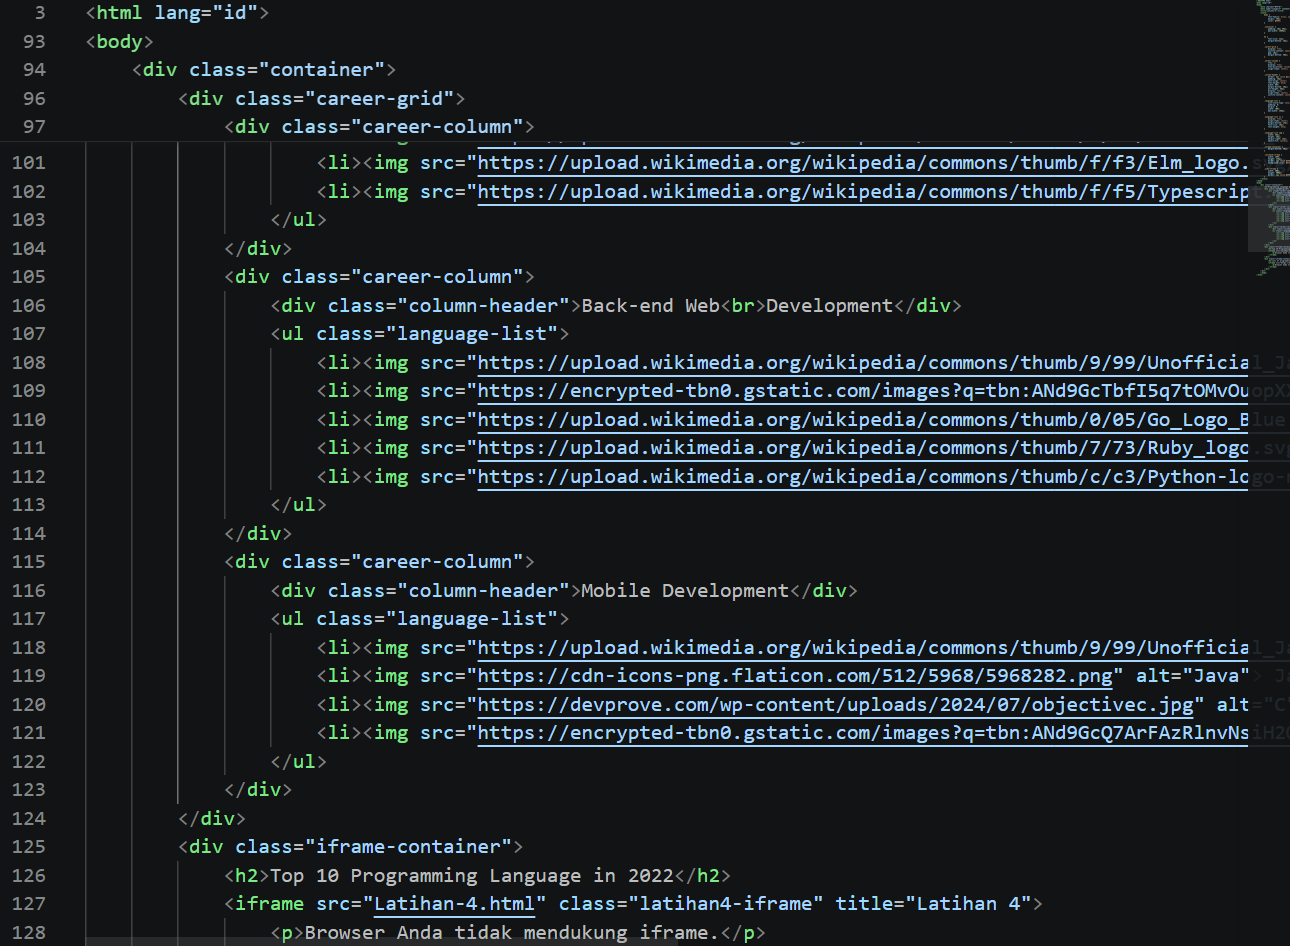 3 <html lang="id">
93 <body>
94 <div class="container">
96 <div class="career-grid">
97 <div class="career-column">
101 <li><img src="https://upload.wikimedia.org/wikipedia/commons/thumb/f/f3/Elm_logo.
102 <li><img src="https://upload.wikimedia.org/wikipedia/commons/thumb/f/f5/Typescript
103 </ul>
104 </div>
105 <div class="career-column">
106 <div class="column-header">Back-end Web<br>Development</div>
107 <ul class="language-list">
108 <li><img src="https://upload.wikimedia.org/wikipedia/commons/thumb/9/99/Unofficial_Ja
109 <li><img src="https://encrypted-tbn0.gstatic.com/images?q=tbn:ANd9GcTbfI5q7tOMvOuopX
110 <li><img src="https://upload.wikimedia.org/wikipedia/commons/thumb/0/05/Go_Logo_Blue
111 <li><img src="https://upload.wikimedia.org/wikipedia/commons/thumb/7/73/Ruby_logo.svg
112 <li><img src="https://upload.wikimedia.org/wikipedia/commons/thumb/c/c3/Python-logo-n
113 </ul>
114 </div>
115 <div class="career-column">
116 <div class="column-header">Mobile Development</div>
117 <ul class="language-list">
118 <li><img src="https://upload.wikimedia.org/wikipedia/commons/thumb/9/99/Unofficial_Ja
119 <li><img src="https://cdn-icons-png.flaticon.com/512/5968/5968282.png" alt="Java"> Ja
120 <li><img src="https://devprove.com/wp-content/uploads/2024/07/objectivec.jpg" alt="C"
121 <li><img src="https://encrypted-tbn0.gstatic.com/images?q=tbn:ANd9GcQ7ArFAzRlnvNsiH2
122 </ul>
123 </div>
124 </div>
125 <div class="iframe-container">
126 <h2>Top 10 Programming Language in 2022</h2>
127 <iframe src="Latihan-4.html" class="latihan4-iframe" title="Latihan 4">
128 <p>Browser Anda tidak mendukung iframe.</p>